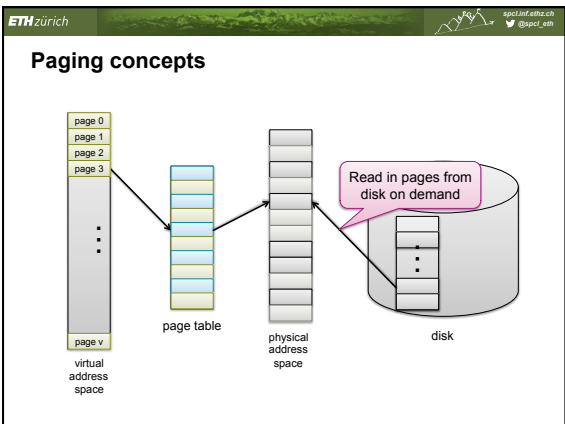 ETH zürich
spcl.inf.ethz.ch
@spcl_eth
Paging concepts
page 0
page 1
page 2
page 3
page v
virtual
address
space
page table
physical
address
space
Read in pages from
disk on demand
disk